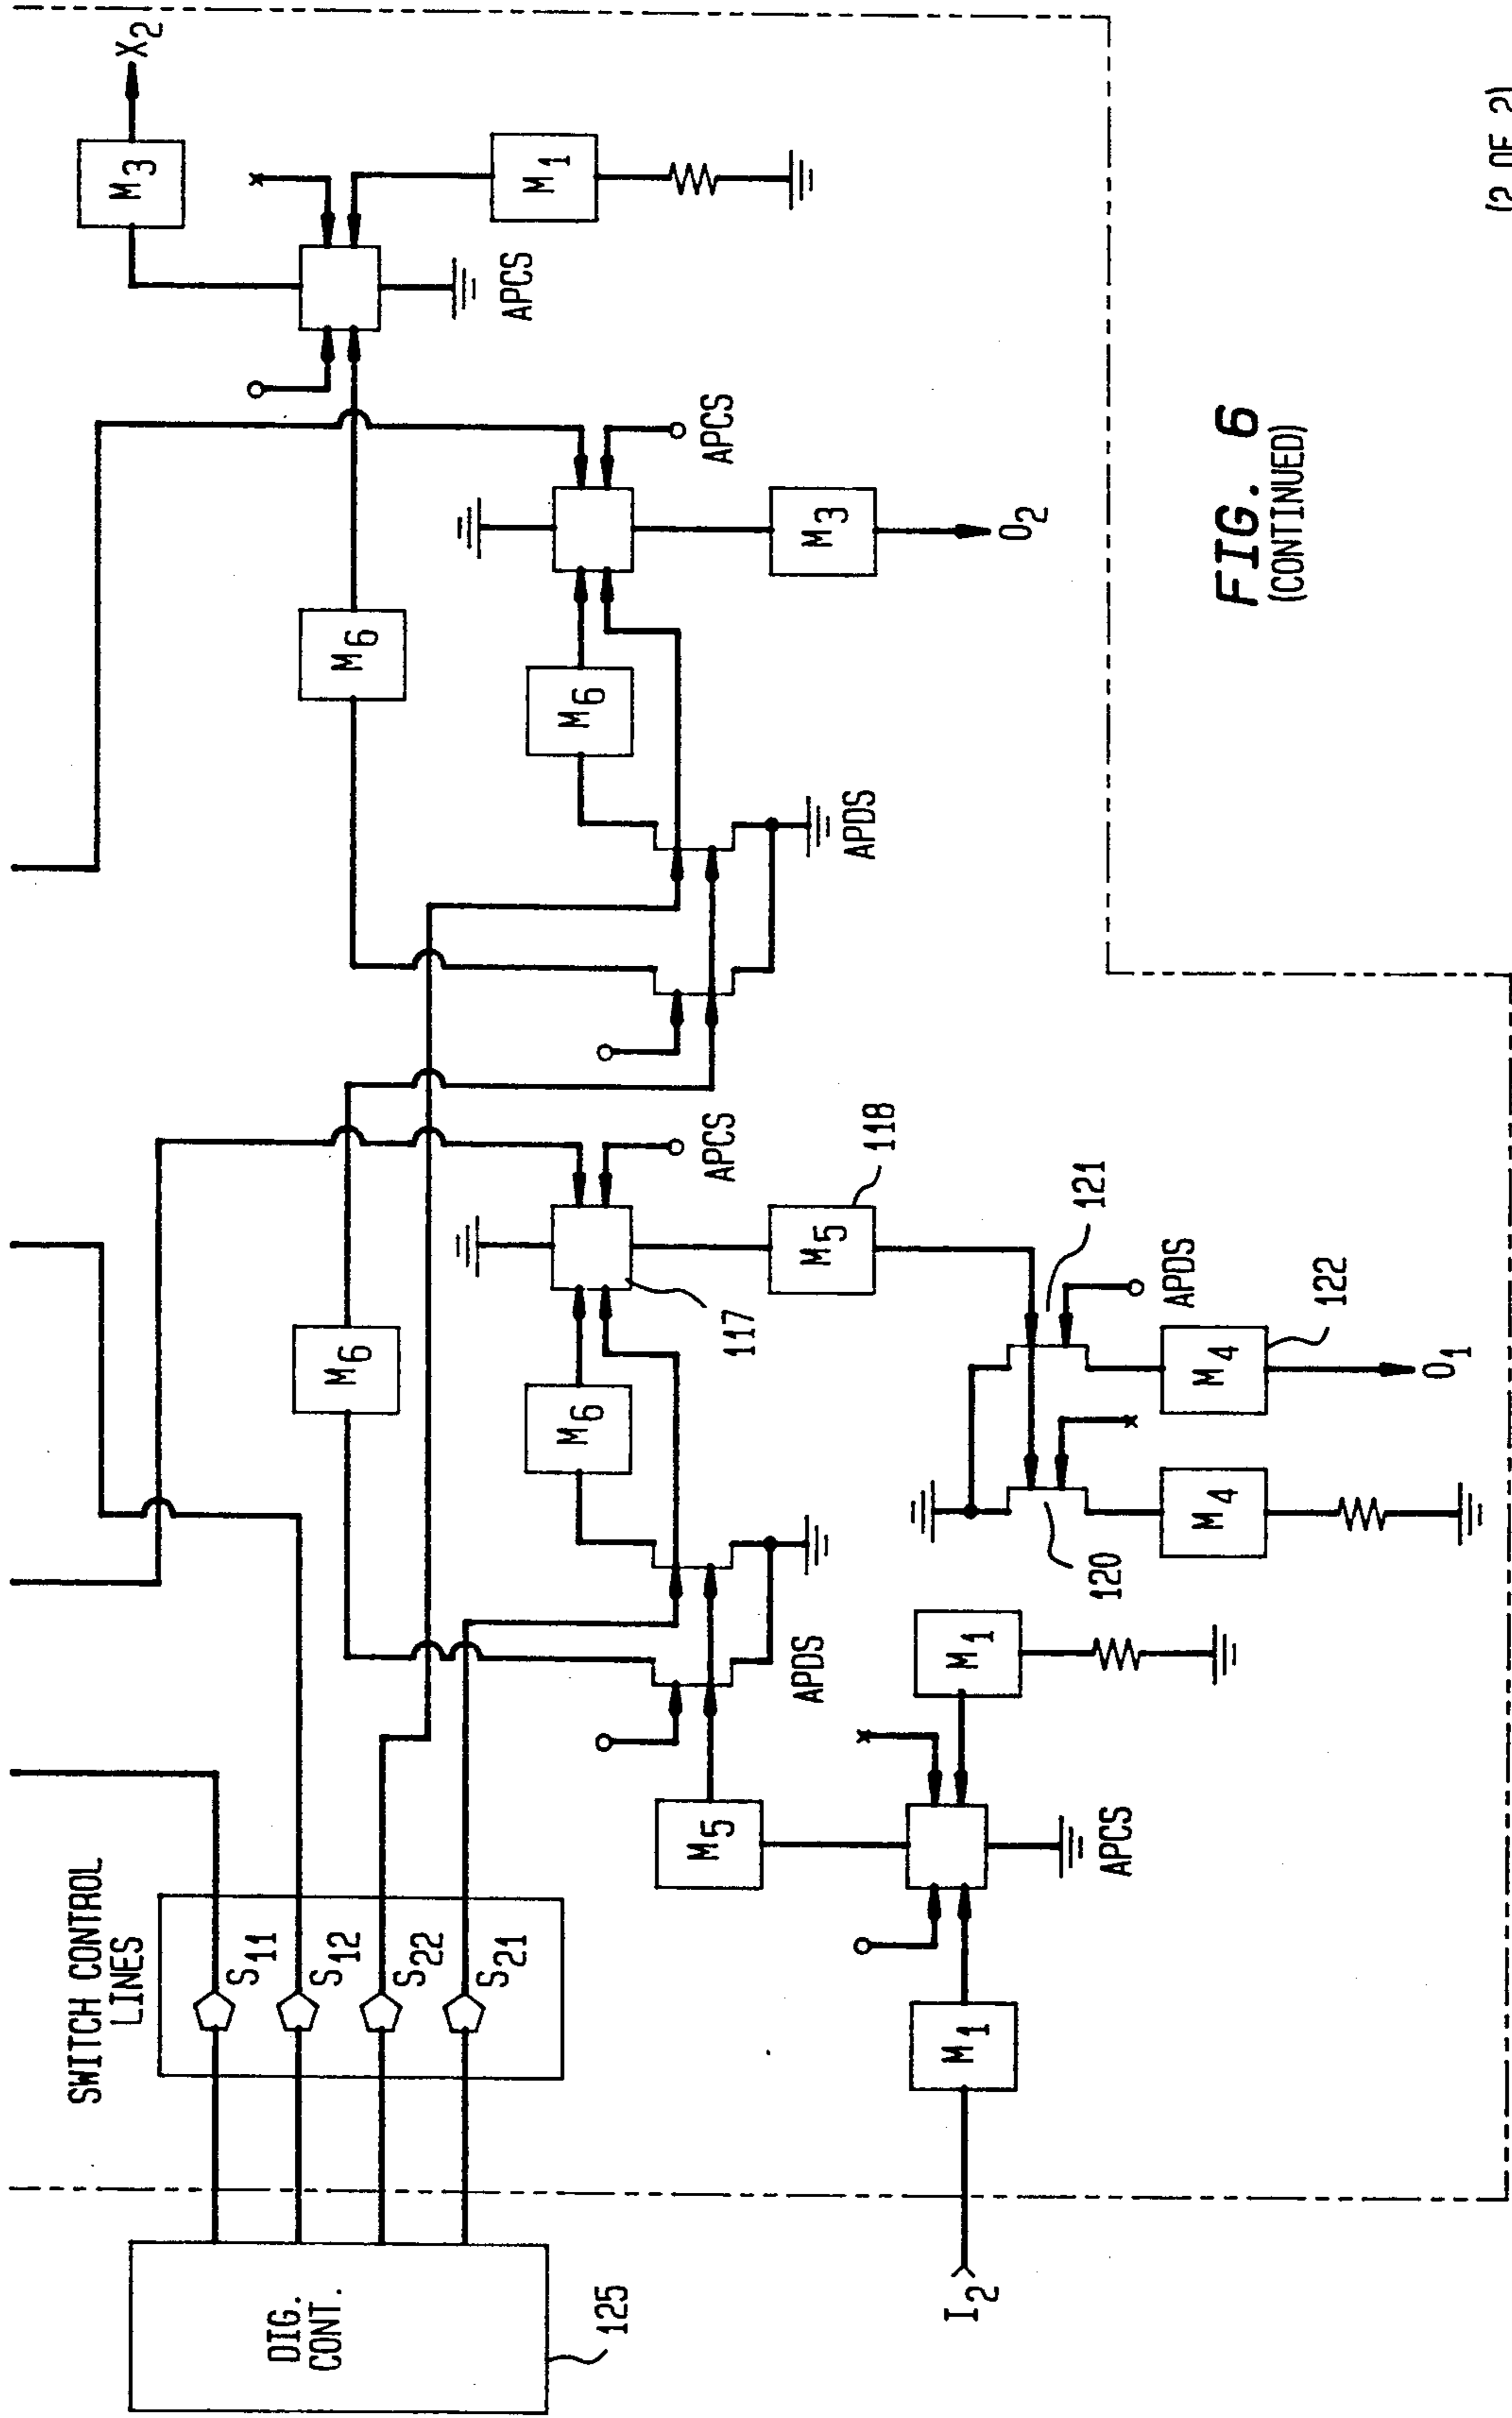 X2
M3
M1
APCS
M6
APCS
M3
O2
M6
APDS
M6
APCS
117
M5
118
M6
121
APDS
122
M4
O1
120
M4
APDS
M1
M5
APCS
M1
I2
SWITCH CONTROL
LINES
S11
S12
S22
S21
DIG.
CONT.
125
FIG. 6
(CONTINUED)
(2 OF 2)